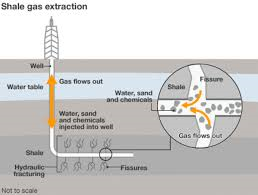 Shale gas extraction
Well
Water table
Gas flows out
Water, sand
and chemicals
injected into well
Shale
Hydraulic
fracturing
Fissures
Shale
Fissure
Water, sand
and chemicals
Gas flows out
Not to scale